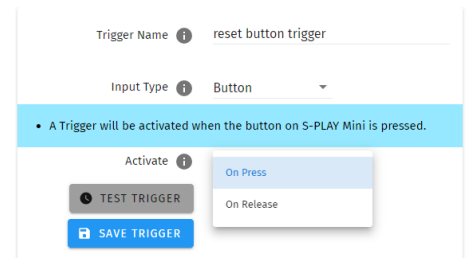 Trigger Name
reset button trigger
Input Type
Button
• A Trigger will be activated when the button on S-PLAY Mini is pressed.
Activate
On Press
On Release
TEST TRIGGER
SAVE TRIGGER